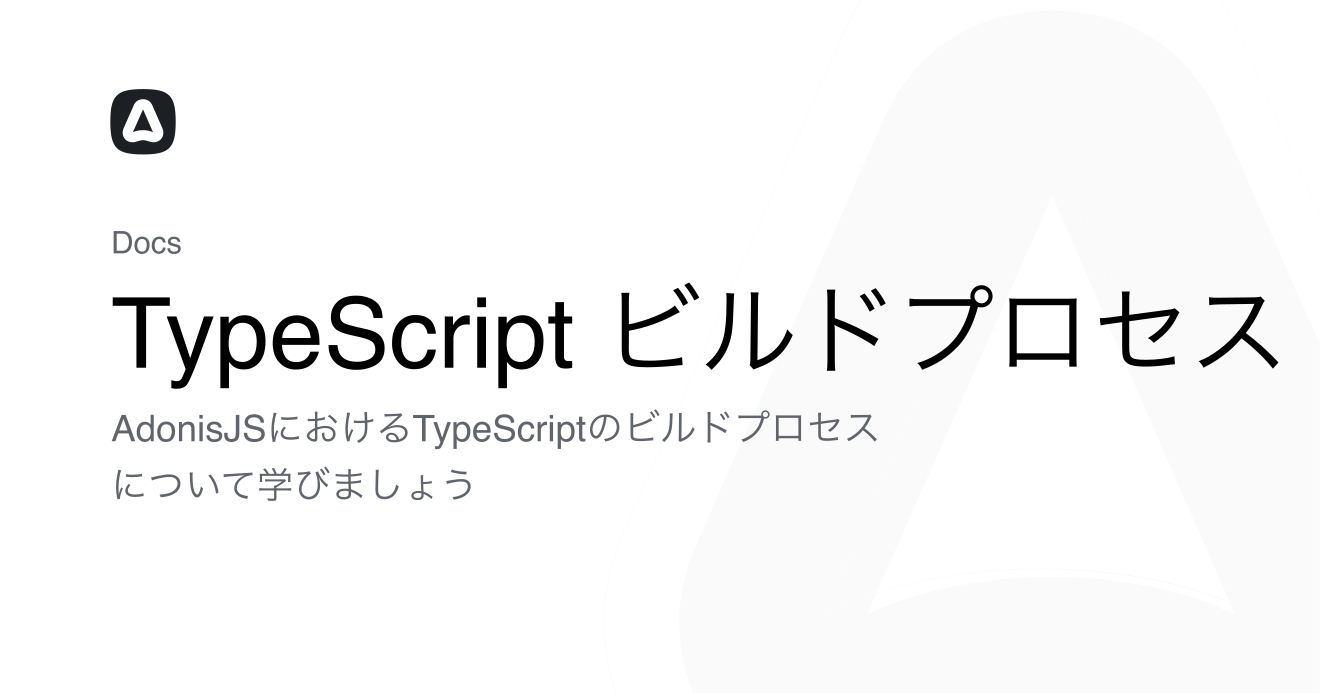 Docs
TypeScript ビルドプロセス
AdonisJSにおけるTypeScriptのビルドプロセス
について学びましょう